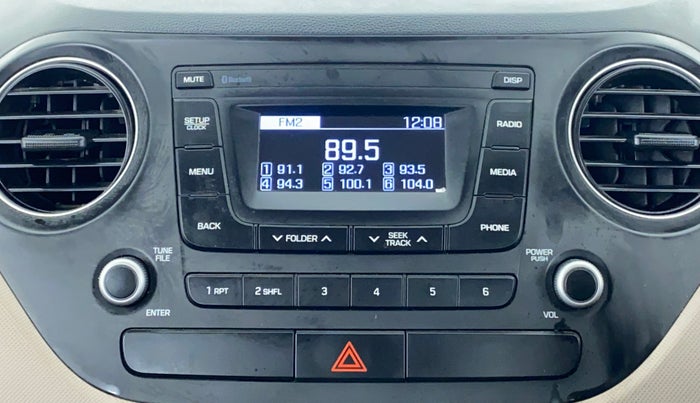 MUTE Bluetooth DISP
SETUP
CLOCK
FM2 12:08
RADIO
89.5
1 91.1 2 92.7 3 93.5
4 94.3 5 100.1 6 104.0
MENU
MEDIA
BACK
FOLDER
SEEK
TRACK
PHONE
TUNE
FILE
POWER
PUSH
1 RPT 2 SHFL 3 4 5 6
ENTER
VOL